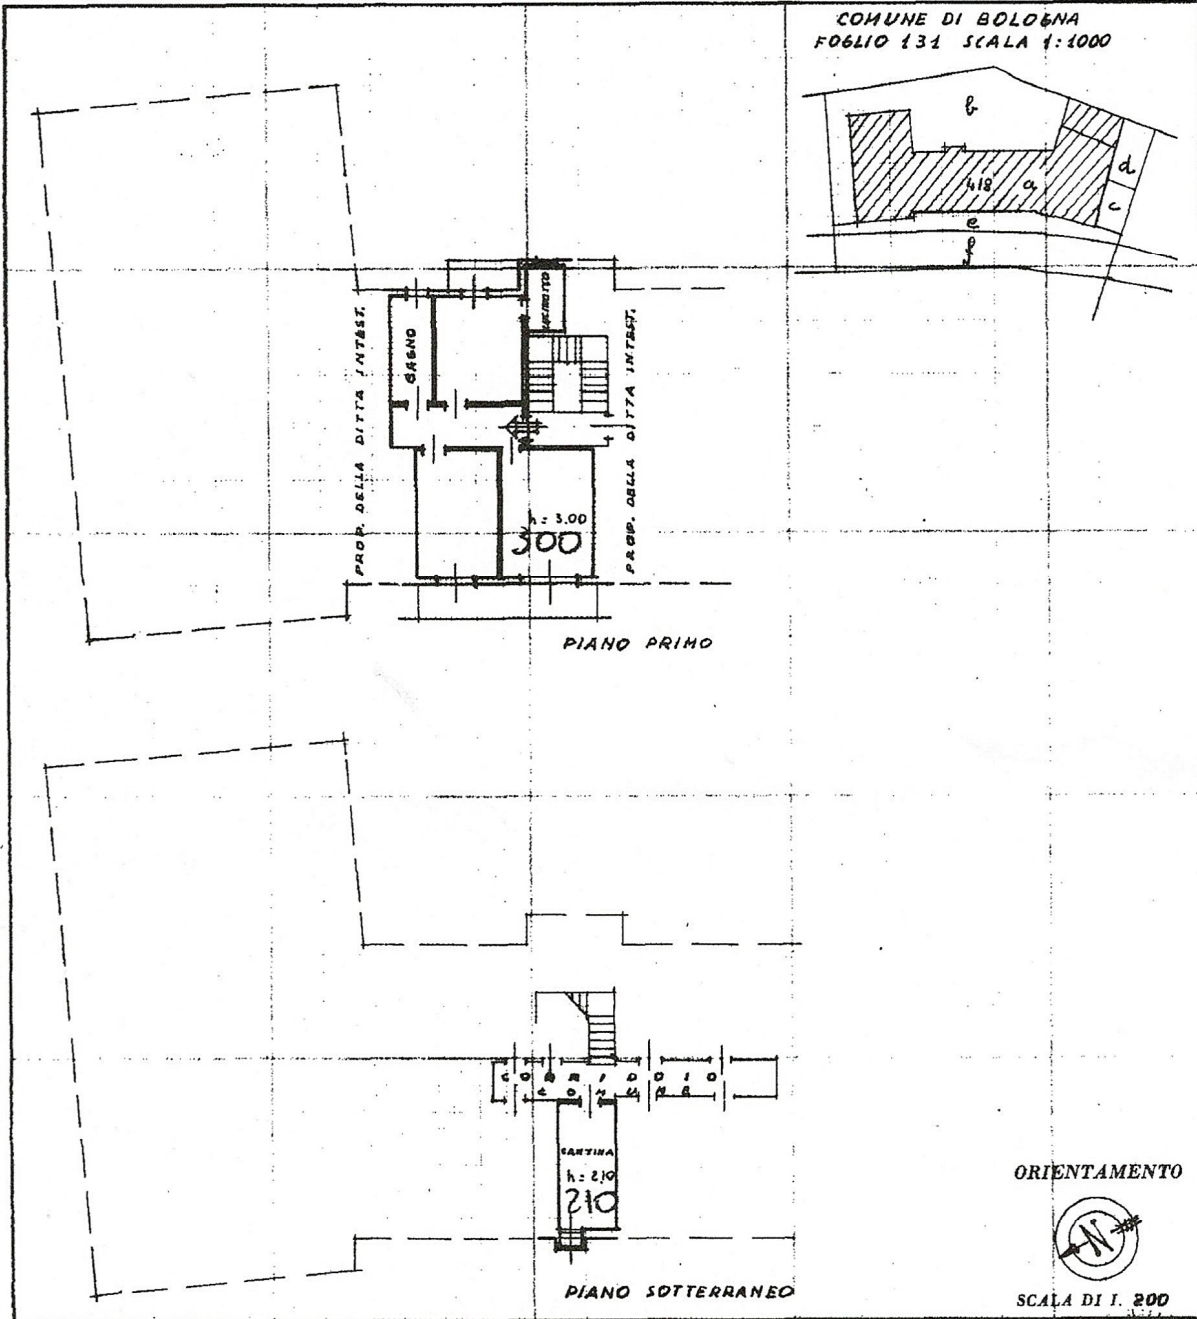 COMUNE DI BOLOGNA
FOGLIO 131 SCALA 1:1000
b
d
418 a
c
e
f
BAGNO
PROP. DELLA DITTA INTEST.
PROP. DELLA DITTA INTEST.
h = 3.00
300
PIANO PRIMO
CORRIDOIO
COMUNE
CANTINA
h = 2,10
210
PIANO SOTTERRANEO
ORIENTAMENTO
N
SCALA DI 1. 200